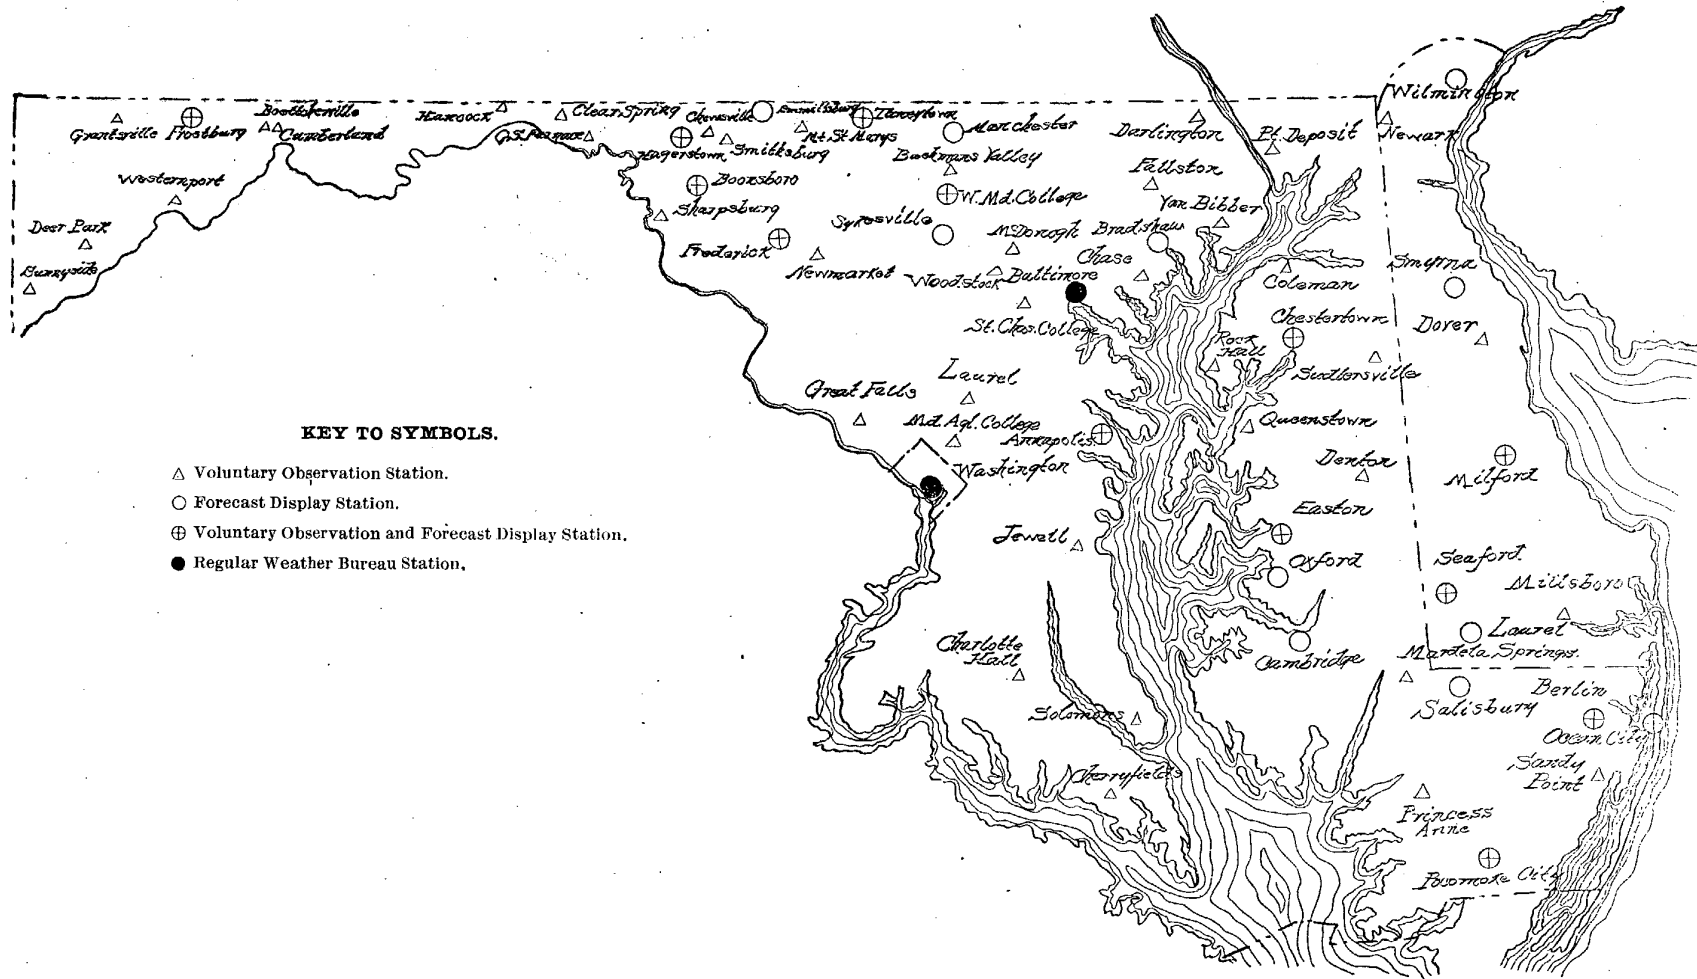 Wilmington
Grantsville
Frostburg
Cumberland
Hancock
Clear Spring
Chewsville
Emmitsburg
Taneytown
Manchester
Mt. St. Marys
Hagerstown
Smithsburg
Darlington
Pt. Deposit
Newark
Bachmans Valley
Fallston
Westernport
Boonsboro
W. Md. College
Van Bibber
Sharpsburg
Sykesville
McDonogh
Bradshaw
Deer Park
Frederick
Newmarket
Chase
Smyrna
Sunnyside
Woodstock
Baltimore
Coleman
St. Chas. College
Chestertown
Dover
Rock
Hall
Sudlersville
Laurel
Great Falls
Md. Agl. College
Annapolis
Queenstown
KEY TO SYMBOLS.
Washington
Denton
Milford
Voluntary Observation Station.
Forecast Display Station.
Voluntary Observation and Forecast Display Station.
Regular Weather Bureau Station.
Easton
Jewell
Oxford
Seaford.
Millsboro
Laurel
Charlotte
Hall
Cambridge
Mardela Springs.
Berlin
Salisbury
Solomons
Ocean City
Sandy
Point
Cherryfields
Princess
Anne
Pocomoke City